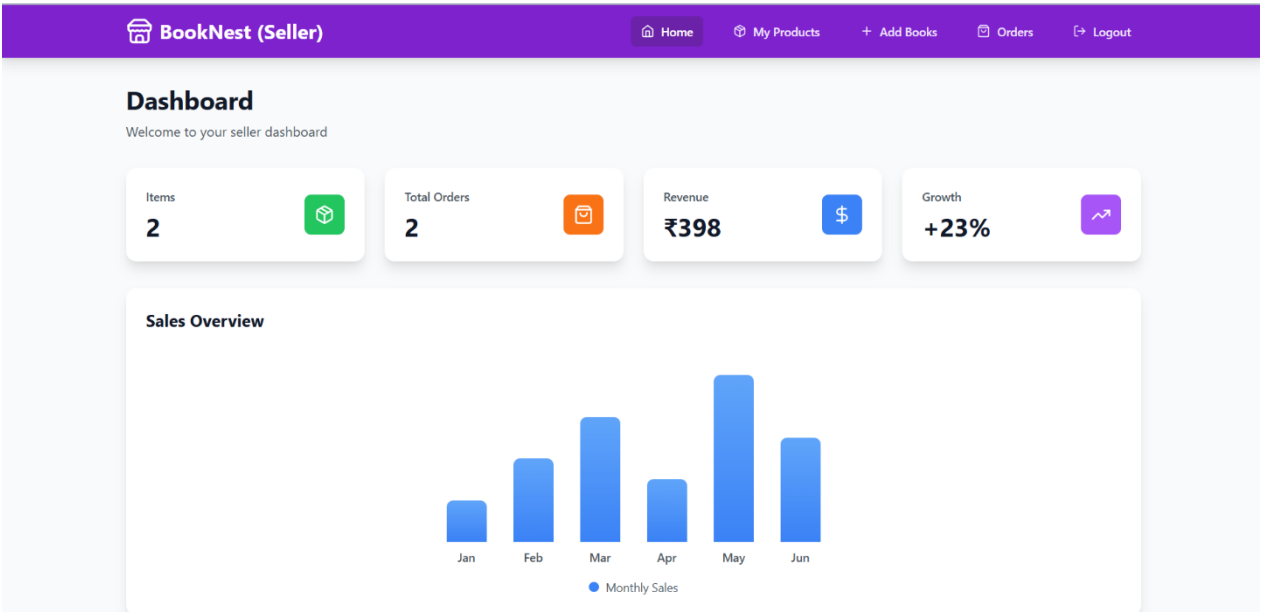 BookNest (Seller)
Home
My Products
Add Books
Orders
Logout
Dashboard
Welcome to your seller dashboard
Items
2
Total Orders
2
Revenue
₹398
Growth
+23%
Sales Overview
Jan Feb Mar Apr May Jun
Monthly Sales